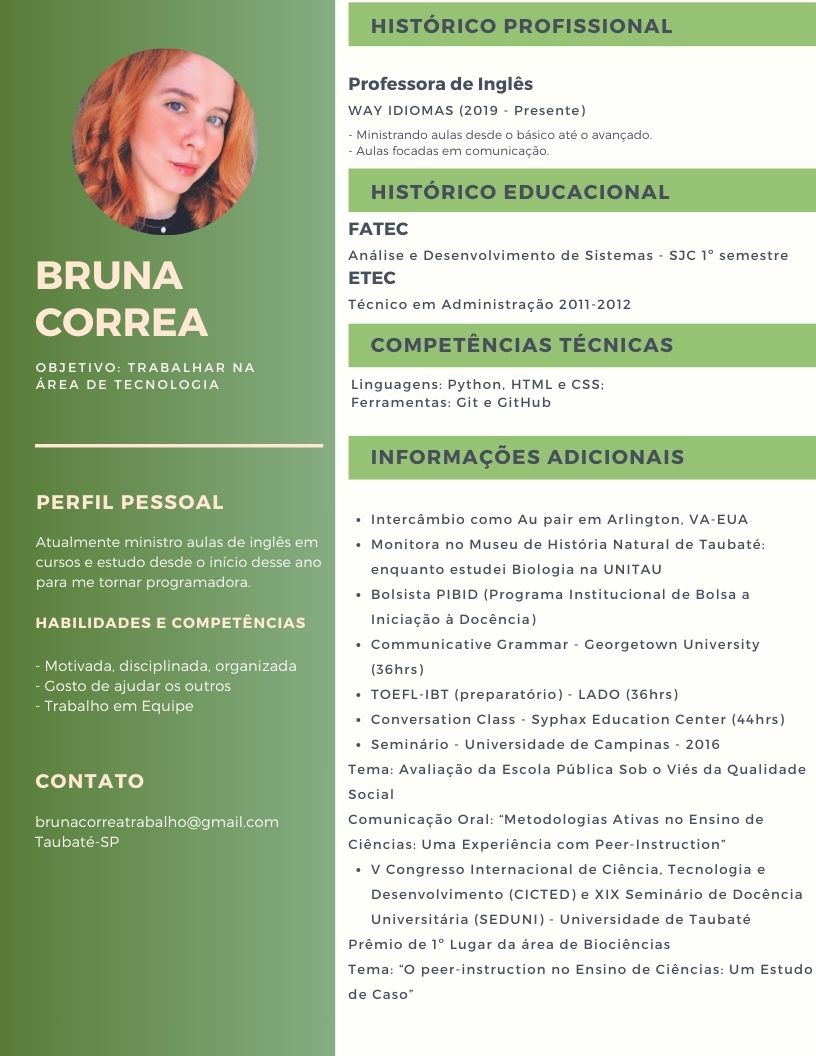 BRUNA
CORREA
OBJETIVO: TRABALHAR NA
ÁREA DE TECNOLOGIA
PERFIL PESSOAL
Atualmente ministro aulas de inglês em
cursos e estudo desde o início desse ano
para me tornar programadora.
HABILIDADES E COMPETÊNCIAS
- Motivada, disciplinada, organizada
- Gosto de ajudar os outros
- Trabalho em Equipe
CONTATO
brunacorreatrabalho@gmail.com
Taubaté-SP
HISTÓRICO PROFISSIONAL
Professora de Inglês
WAY IDIOMAS (2019 - Presente)
- Ministrando aulas desde o básico até o avançado.
- Aulas focadas em comunicação.
HISTÓRICO EDUCACIONAL
FATEC
Análise e Desenvolvimento de Sistemas - SJC 1º semestre
ETEC
Técnico em Administração 2011-2012
COMPETÊNCIAS TÉCNICAS
Linguagens: Python, HTML e CSS;
Ferramentas: Git e GitHub
INFORMAÇÕES ADICIONAIS
• Intercâmbio como Au pair em Arlington, VA-EUA
• Monitora no Museu de História Natural de Taubaté:
enquanto estudei Biologia na UNITAU
• Bolsista PIBID (Programa Institucional de Bolsa a
Iniciação à Docência)
• Communicative Grammar - Georgetown University
(36hrs)
• TOEFL-IBT (preparatório) - LADO (36hrs)
• Conversation Class - Syphax Education Center (44hrs)
• Seminário - Universidade de Campinas - 2016
Tema: Avaliação da Escola Pública Sob o Viés da Qualidade
Social
Comunicação Oral: “Metodologias Ativas no Ensino de
Ciências: Uma Experiência com Peer-Instruction”
• V Congresso Internacional de Ciência, Tecnologia e
Desenvolvimento (CICTED) e XIX Seminário de Docência
Universitária (SEDUNI) - Universidade de Taubaté
Prêmio de 1º Lugar da área de Biociências
Tema: “O peer-instruction no Ensino de Ciências: Um Estudo
de Caso”